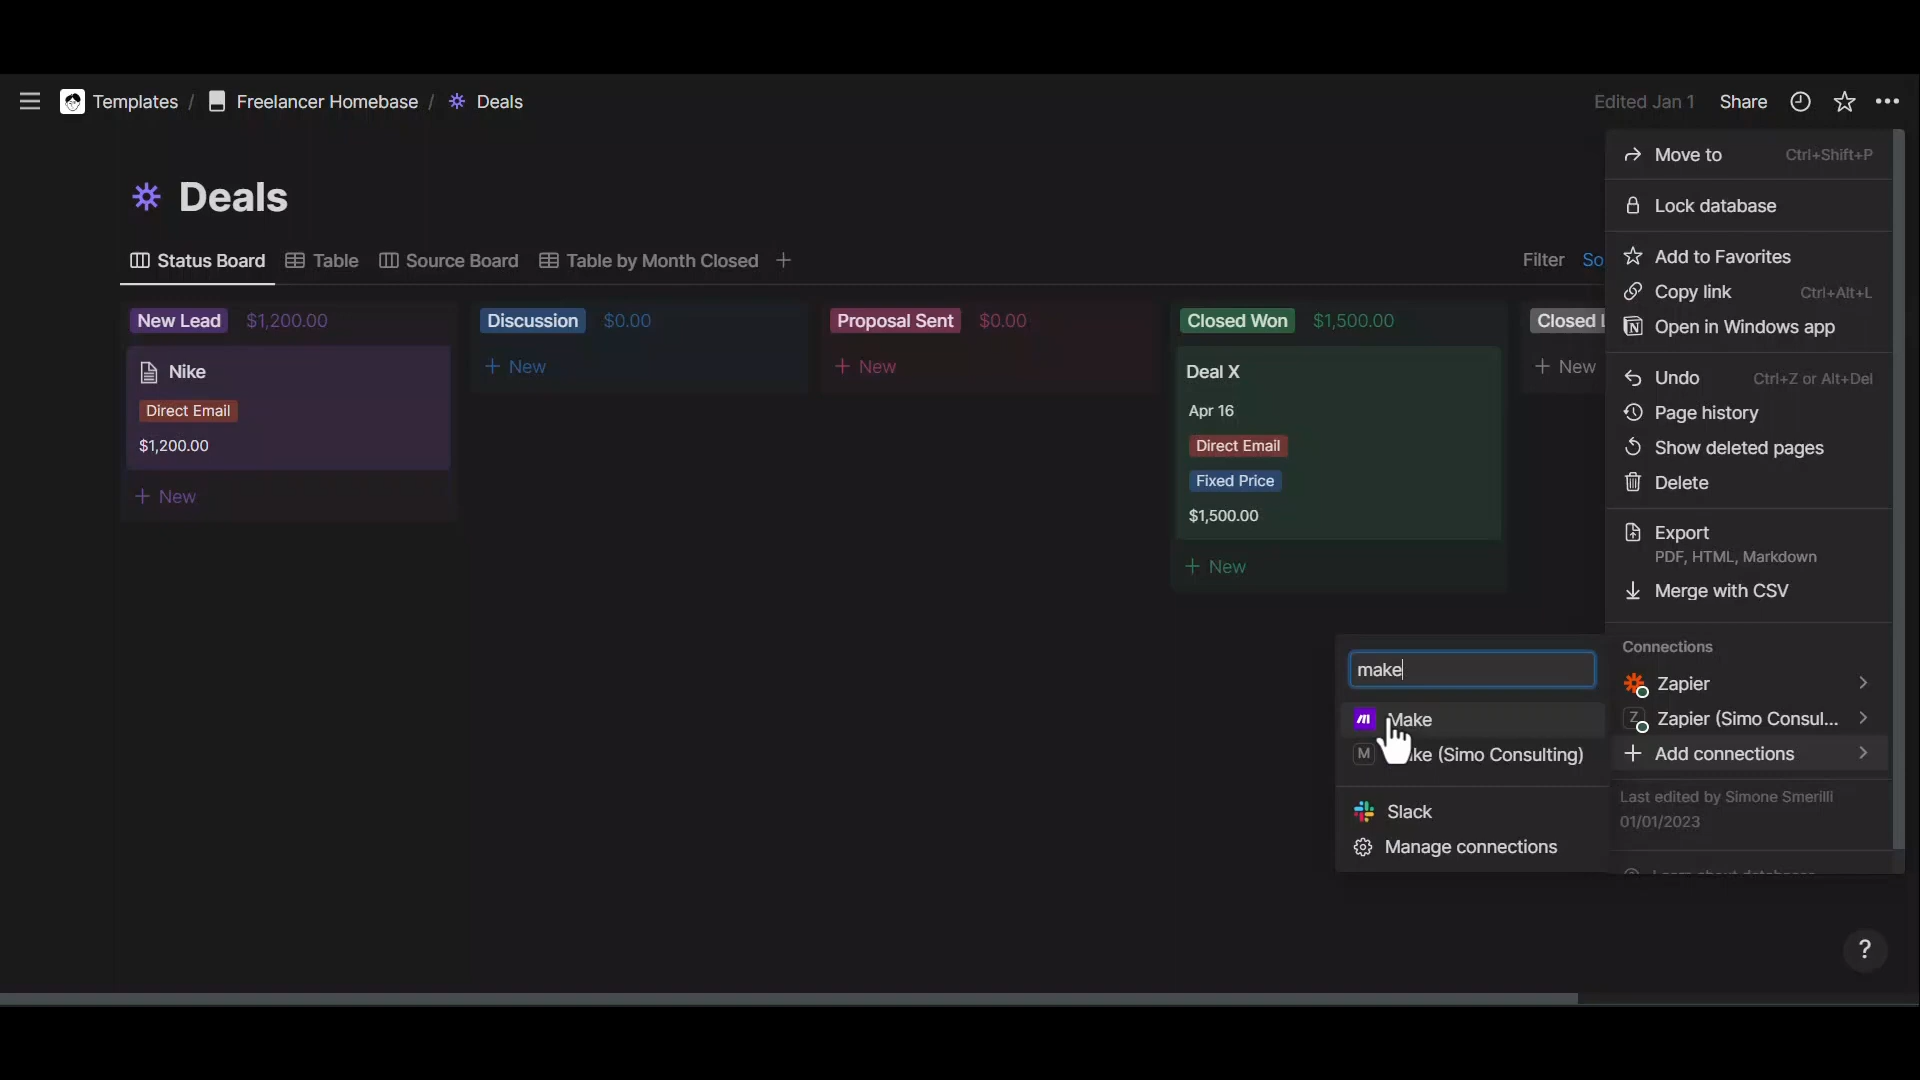 Templates / Freelancer Homebase / Deals
Edited Jan 1 Share
Deals
Status Board Table Source Board Table by Month Closed
Filter So
New Lead $1,200.00
Nike
Direct Email
$1,200.00
+ New
Discussion $0.00
+ New
Proposal Sent $0.00
+ New
Closed Won $1,500.00
Deal X
Apr 16
Direct Email
Fixed Price
$1,500.00
+ New
Closed L
+ New
Move to Ctrl+Shift+P
Lock database
Add to Favorites
Copy link Ctrl+Alt+L
Open in Windows app
Undo Ctrl+Z or Alt+Del
Page history
Show deleted pages
Delete
Export
PDF, HTML, Markdown
Merge with CSV
Connections
Zapier
Z Zapier (Simo Consul...
+ Add connections
Last edited by Simone Smerilli
01/01/2023
make
Make
M ke (Simo Consulting)
Slack
Manage connections
?